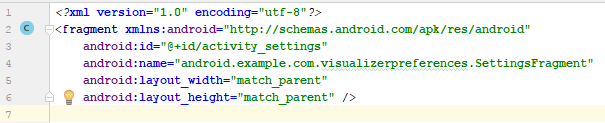 1 <?xml version="1.0" encoding="utf-8"?>
2 C <fragment xmlns:android="http://schemas.android.com/apk/res/android"
3 android:id="@+id/activity_settings"
4 android:name="android.example.com.visualizerpreferences.SettingsFragment"
5 android:layout_width="match_parent"
6 android:layout_height="match_parent" />
7